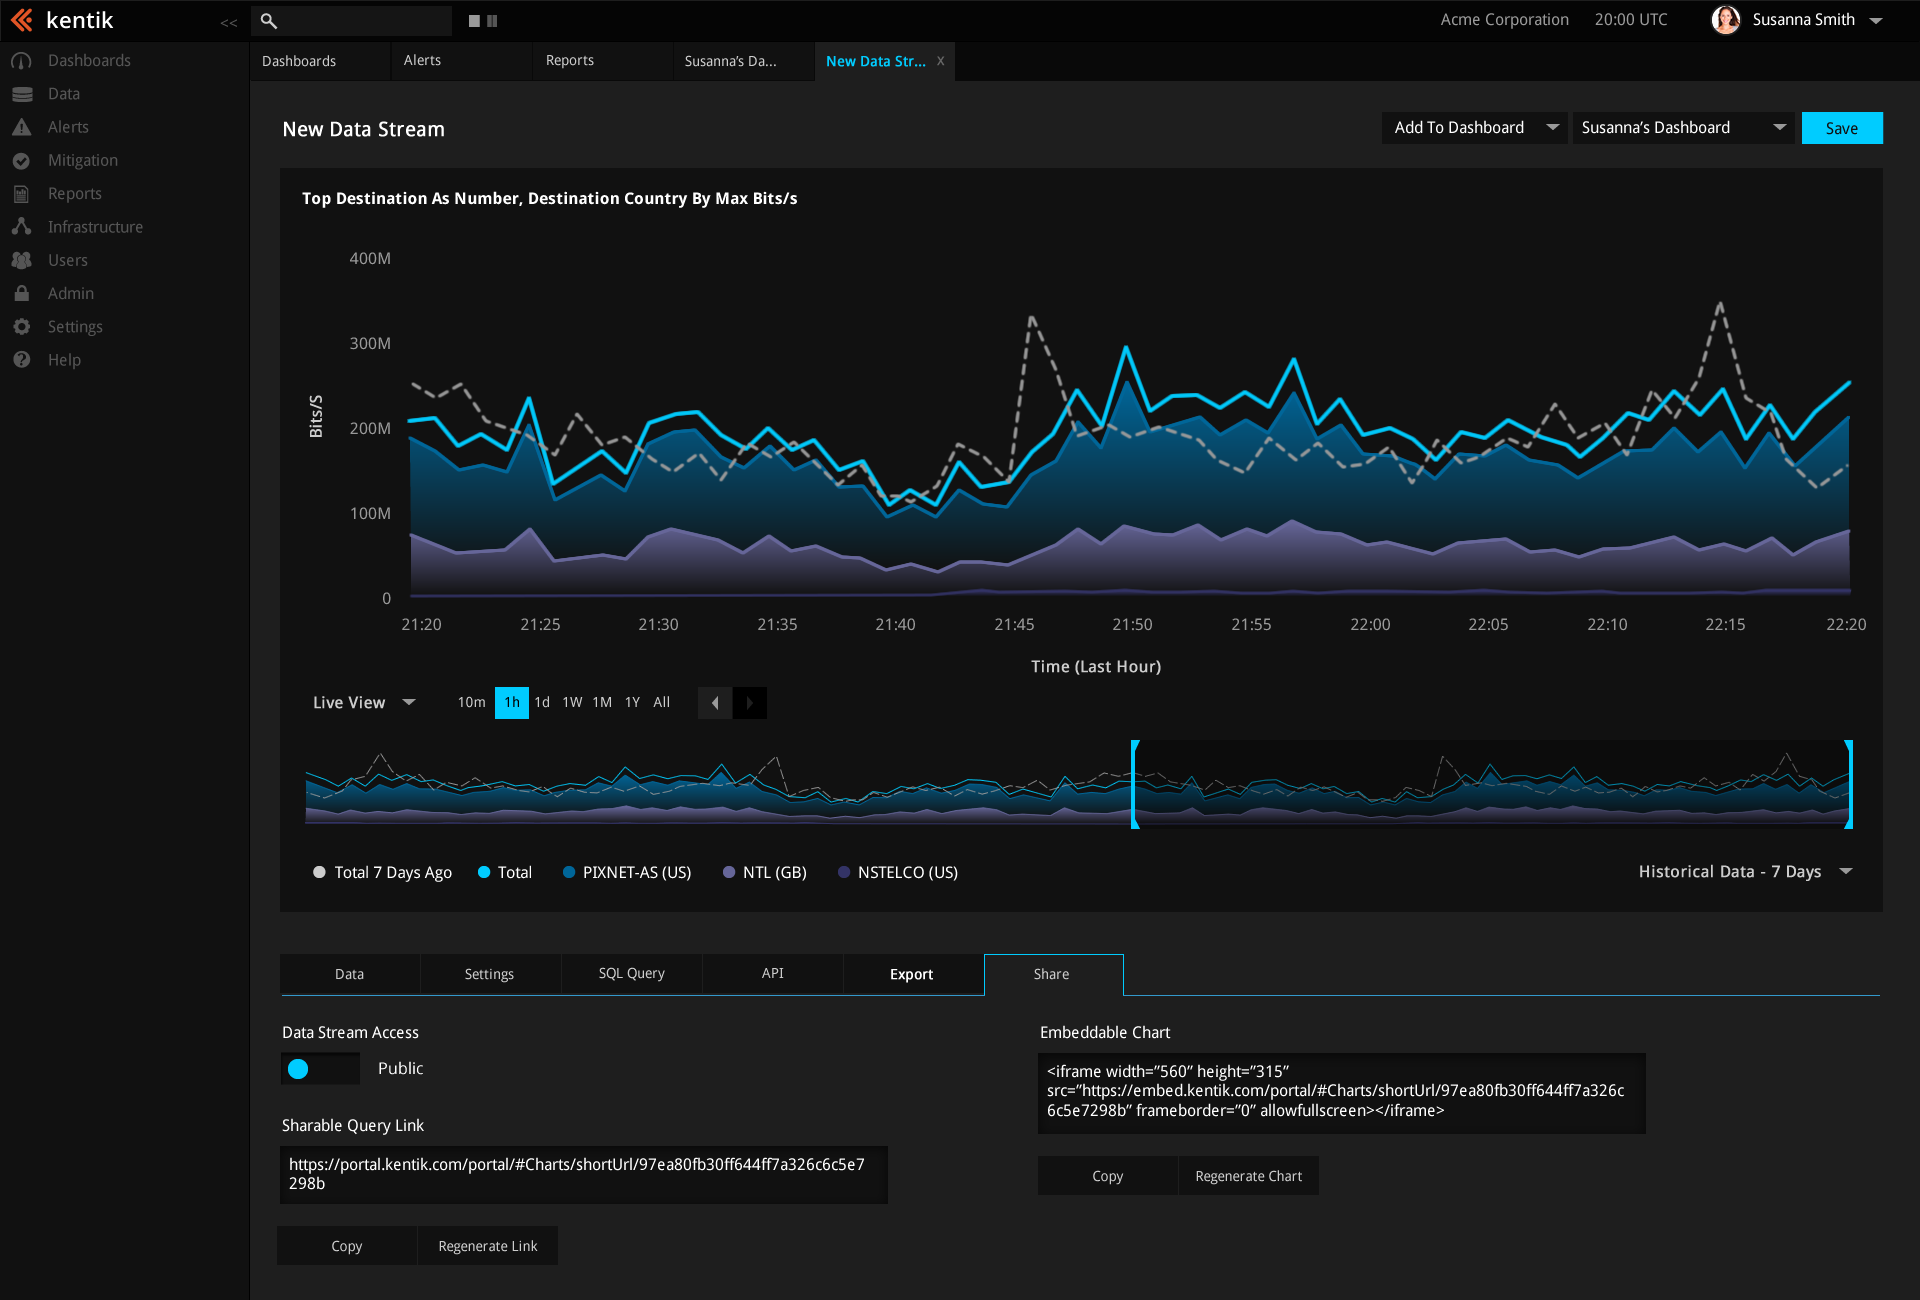 kentik
<<
Acme Corporation
20:00 UTC
Susanna Smith
Dashboards
Data
Alerts
Mitigation
Reports
Infrastructure
Users
Admin
Settings
Help
Dashboards
Alerts
Reports
Susanna’s Da...
New Data Str...
X
New Data Stream
Add To Dashboard
Susanna’s Dashboard
Save
Top Destination As Number, Destination Country By Max Bits/s
Bits/S
400M
300M
200M
100M
0
21:20 21:25 21:30 21:35 21:40 21:45 21:50 21:55 22:00 22:05 22:10 22:15 22:20
Time (Last Hour)
Live View
10m 1h 1d 1W 1M 1Y All
Total 7 Days Ago
Total
PIXNET-AS (US)
NTL (GB)
NSTELCO (US)
Historical Data - 7 Days
Data
Settings
SQL Query
API
Export
Share
Data Stream Access
Public
Sharable Query Link
https://portal.kentik.com/portal/#Charts/shortUrl/97ea80fb30ff644ff7a326c6c5e7
298b
Copy
Regenerate Link
Embeddable Chart
<iframe width=”560” height=”315”
src=”https://embed.kentik.com/portal/#Charts/shortUrl/97ea80fb30ff644ff7a326c
6c5e7298b” frameborder=”0” allowfullscreen></iframe>
Copy
Regenerate Chart